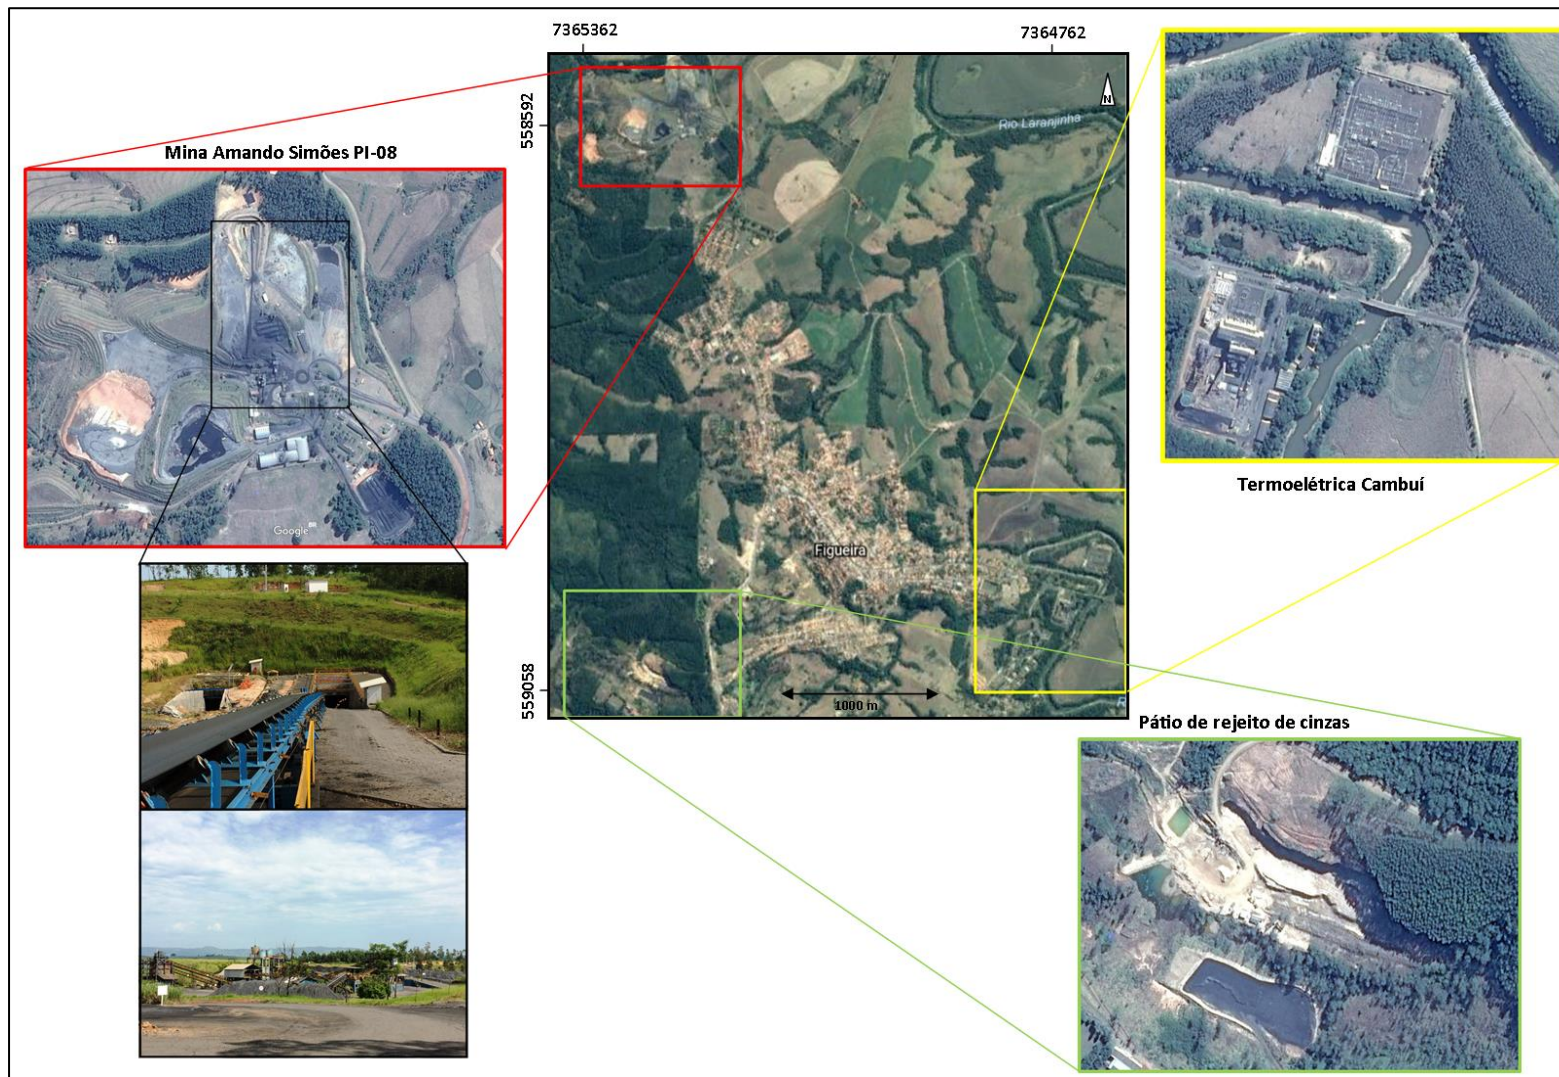 7365362
7364762
558592
N
Rio Laranjinha
Mina Amando Simões PI-08
Google
Termoelétrica Cambuí
Figueira
559058
1000 m
Pátio de rejeito de cinzas